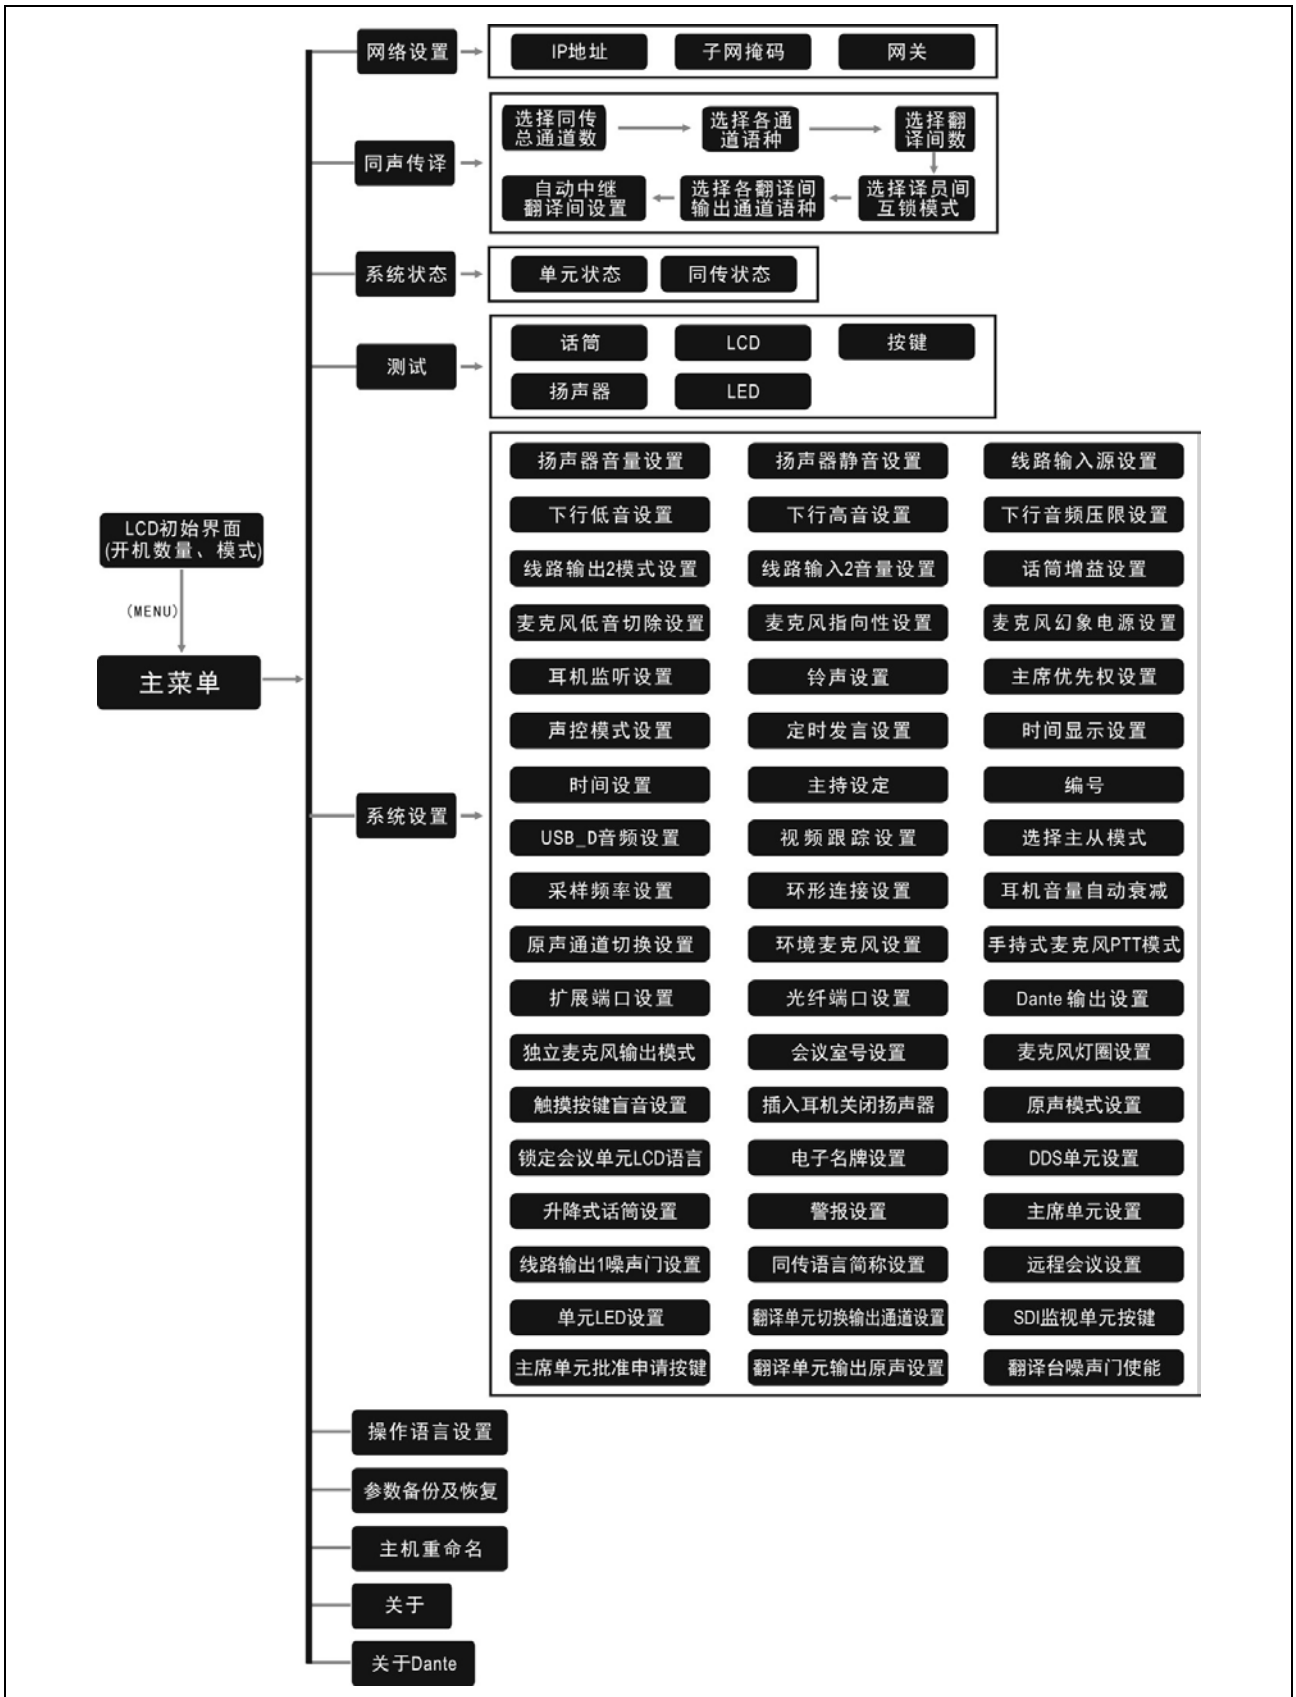 网络设置
IP地址
子网掩码
网关
同声传译
选择同传
总通道数
选择各通
道语种
选择翻
译间数
自动中继
翻译间设置
选择各翻译间
输出通道语种
选择译员间
互锁模式
系统状态
单元状态
同传状态
测试
话筒
LCD
按键
扬声器
LED
LCD初始界面
(开机数量、模式)
(MENU)
主菜单
系统设置
扬声器音量设置
扬声器静音设置
线路输入源设置
下行低音设置
下行高音设置
下行音频压限设置
线路输出2模式设置
线路输入2音量设置
话筒增益设置
麦克风低音切除设置
麦克风指向性设置
麦克风幻象电源设置
耳机监听设置
铃声设置
主席优先权设置
声控模式设置
定时发言设置
时间显示设置
时间设置
主持设定
编号
USB_D音频设置
视频跟踪设置
选择主从模式
采样频率设置
环形连接设置
耳机音量自动衰减
原声通道切换设置
环境麦克风设置
手持式麦克风PTT模式
扩展端口设置
光纤端口设置
Dante 输出设置
独立麦克风输出模式
会议室号设置
麦克风灯圈设置
触摸按键盲音设置
插入耳机关闭扬声器
原声模式设置
锁定会议单元LCD语言
电子名牌设置
DDS单元设置
升降式话筒设置
警报设置
主席单元设置
线路输出1噪声门设置
同传语言简称设置
远程会议设置
单元LED设置
翻译单元切换输出通道设置
SDI监视单元按键
主席单元批准申请按键
翻译单元输出原声设置
翻译台噪声门使能
操作语言设置
参数备份及恢复
主机重命名
关于
关于Dante